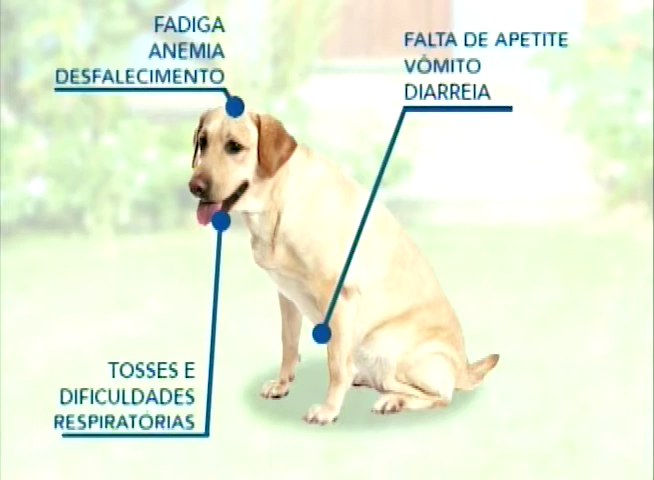 FADIGA
ANEMIA
DESFALECIMENTO
FALTA DE APETITE
VÔMITO
DIARREIA
TOSSES E
DIFICULDADES
RESPIRATÓRIAS